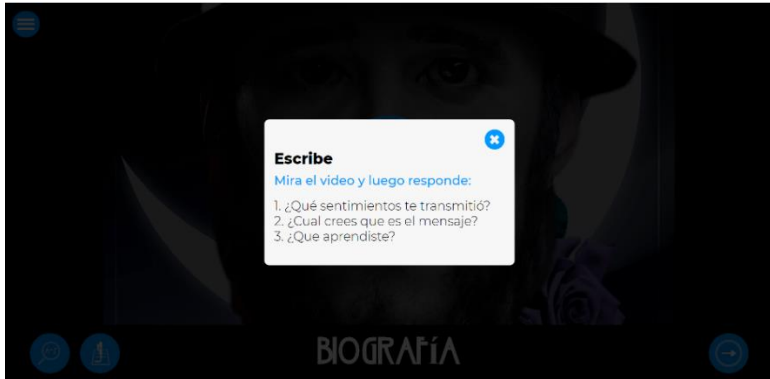 Escribe
Mira el video y luego responde:
1. ¿Qué sentimientos te transmitió?
2. ¿Cual crees que es el mensaje?
3. ¿Que aprendiste?
BIOGRAFÍA